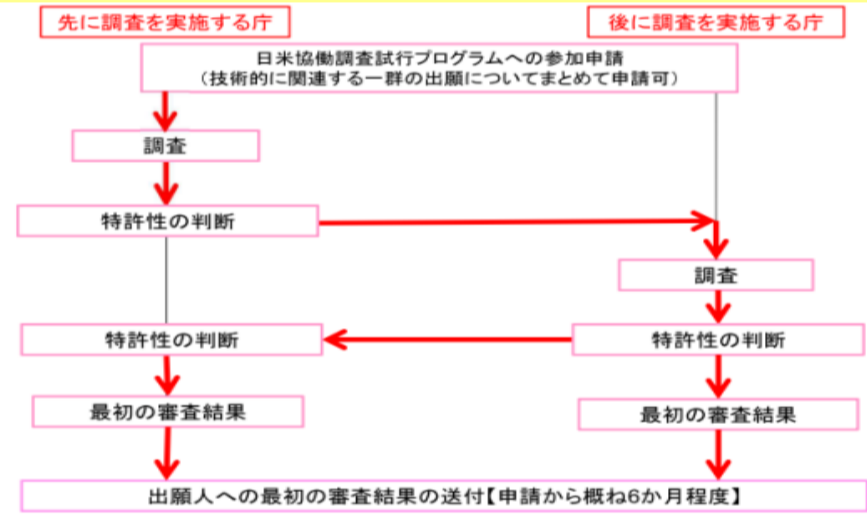 先に調査を実施する庁
後に調査を実施する庁
日米協働調査試行プログラムへの参加申請
（技術的に関連する一群の出願についてまとめて申請可）
調査
特許性の判断
調査
特許性の判断
特許性の判断
最初の審査結果
最初の審査結果
出願人への最初の審査結果の送付【申請から概ね6か月程度】